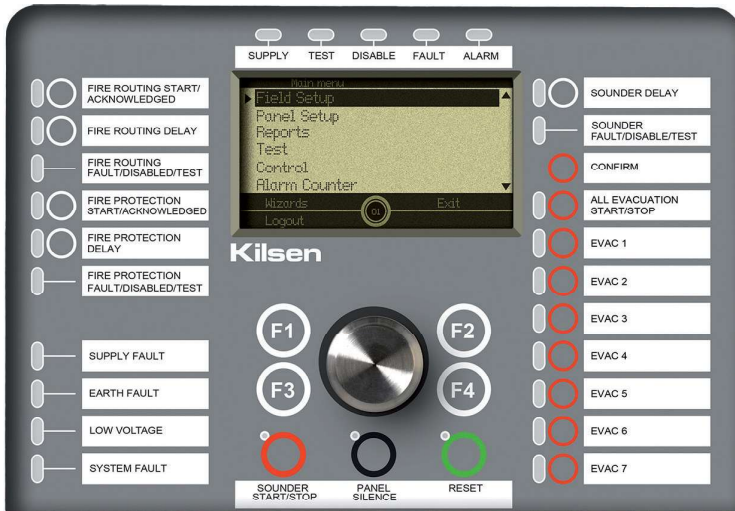 SUPPLY
TEST
DISABLE
FAULT
ALARM
FIRE ROUTING START/
ACKNOWLEDGED
FIRE ROUTING DELAY
FIRE ROUTING
FAULT/DISABLED/TEST
FIRE PROTECTION
START/ACKNOWLEDGED
FIRE PROTECTION
DELAY
FIRE PROTECTION
FAULT/DISABLED/TEST
SUPPLY FAULT
EARTH FAULT
LOW VOLTAGE
SYSTEM FAULT
Main menu
Field Setup
Panel Setup
Reports
Test
Control
Alarm Counter
Wizards
Exit
01
Logout
Kilsen
F1
F2
F3
F4
SOUNDER
START/STOP
PANEL
SILENCE
RESET
SOUNDER DELAY
SOUNDER
FAULT/DISABLE/TEST
CONFIRM
ALL EVACUATION
START/STOP
EVAC 1
EVAC 2
EVAC 3
EVAC 4
EVAC 5
EVAC 6
EVAC 7